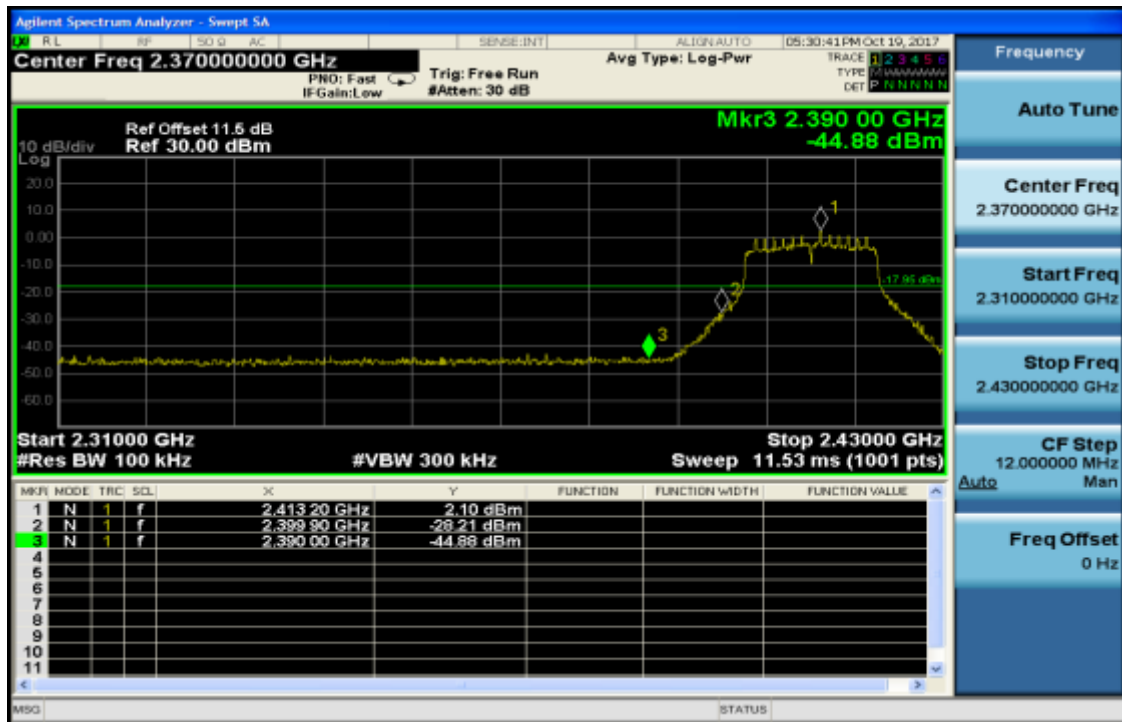 Agilent Spectrum Analyzer - Swept SA
RL RF 50 Ω AC SENSE:INT ALIGN AUTO 05:30:41 PM Oct 19, 2017
Center Freq 2.370000000 GHz
PNO: Fast
IFGain:Low
Trig: Free Run
#Atten: 30 dB
Avg Type: Log-Pwr
TRACE 1 2 3 4 5 6
TYPE M
DET P N N N N N
Ref Offset 11.5 dB
Ref 30.00 dBm
10 dB/div
Log
Mkr3 2.390 00 GHz
-44.88 dBm
20.0
10.0
0.00
-10.0
-20.0
-30.0
-40.0
-50.0
-60.0
1
2
3
-17.95 dBm
Start 2.31000 GHz Stop 2.43000 GHz
#Res BW 100 kHz #VBW 300 kHz Sweep 11.53 ms (1001 pts)
MKR MODE TRC SCL X Y FUNCTION FUNCTION WIDTH FUNCTION VALUE
1 N 1 f 2.413 20 GHz 2.10 dBm
2 N 1 f 2.399 90 GHz -28.21 dBm
3 N 1 f 2.390 00 GHz -44.88 dBm
4
5
6
7
8
9
10
11
MSG STATUS
Frequency
Auto Tune
Center Freq
2.370000000 GHz
Start Freq
2.310000000 GHz
Stop Freq
2.430000000 GHz
CF Step
12.000000 MHz
Auto Man
Freq Offset
0 Hz